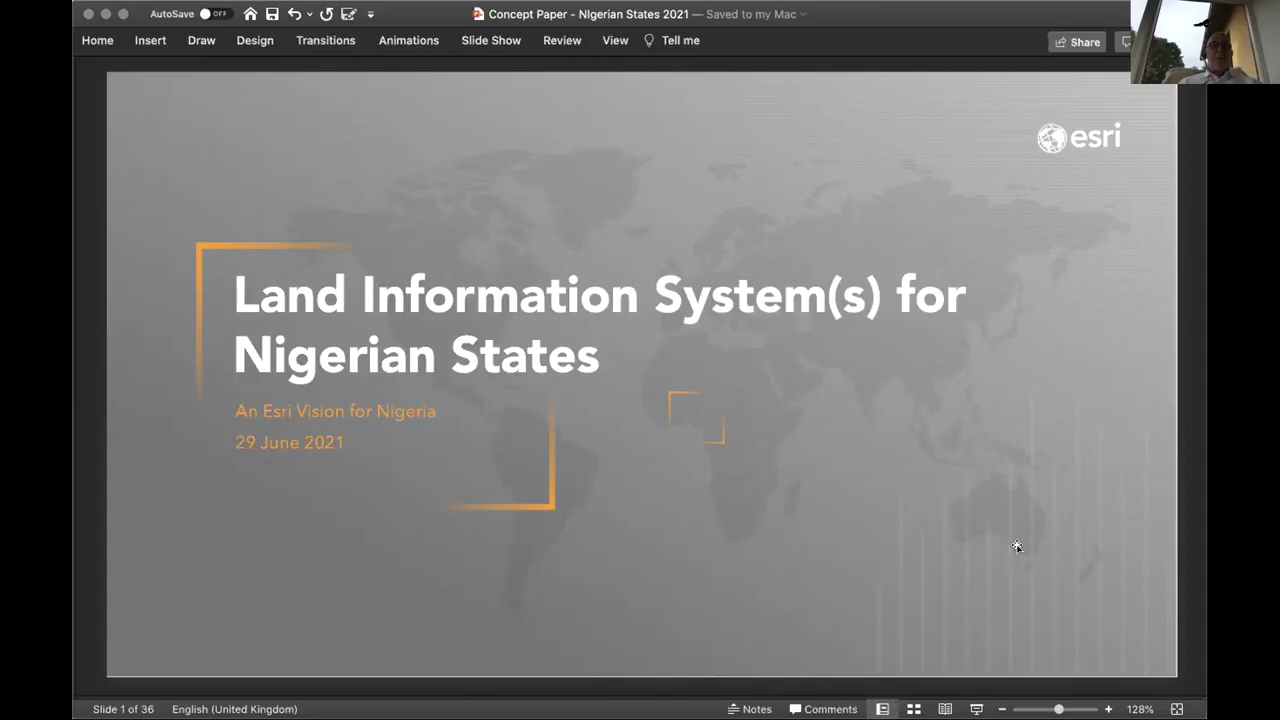 AutoSave OFF
Concept Paper - NIgerian States 2021 — Saved to my Mac
Home Insert Draw Design Transitions Animations Slide Show Review View Tell me
Share
esri
Land Information System(s) for
Nigerian States
An Esri Vision for Nigeria
29 June 2021
Slide 1 of 36 English (United Kingdom) Notes Comments 128%